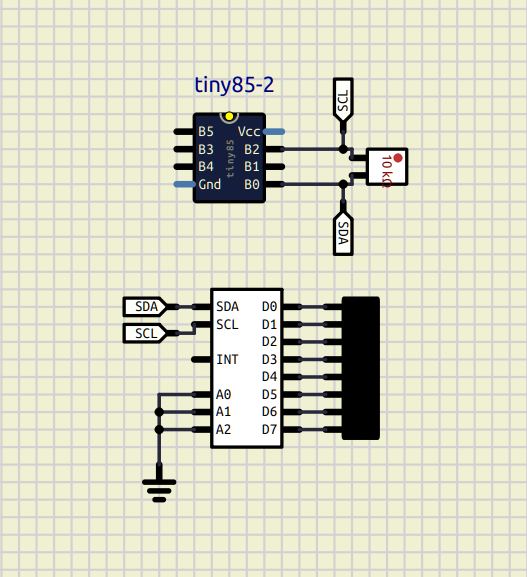 tiny85-2
SCL
B5 Vcc
B3 B2
B4 B1
Gnd B0
tiny85
10 kΩ
SDA
SDA
SCL
SDA D0
SCL D1
D2
INT D3
D4
A0 D5
A1 D6
A2 D7